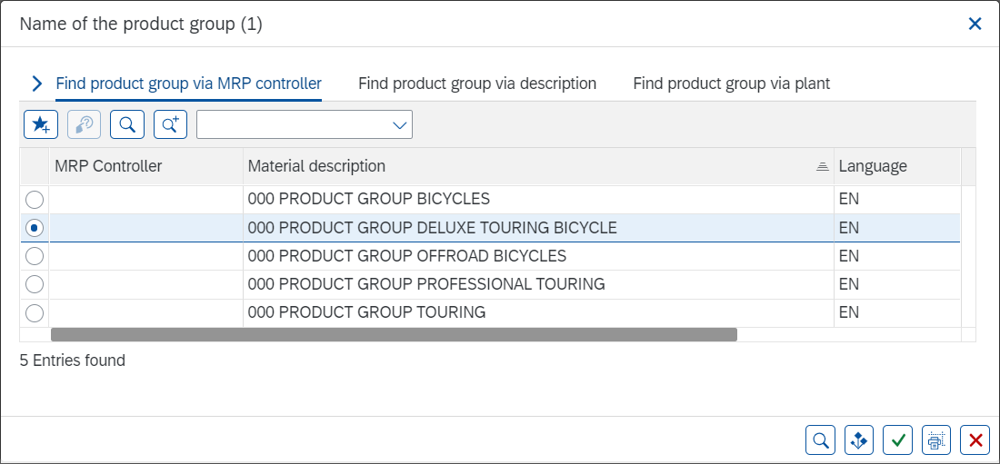 Name of the product group (1)
Find product group via MRP controller Find product group via description Find product group via plant
MRP Controller Material description Language
000 PRODUCT GROUP BICYCLES EN
000 PRODUCT GROUP DELUXE TOURING BICYCLE EN
000 PRODUCT GROUP OFFROAD BICYCLES EN
000 PRODUCT GROUP PROFESSIONAL TOURING EN
000 PRODUCT GROUP TOURING EN
5 Entries found